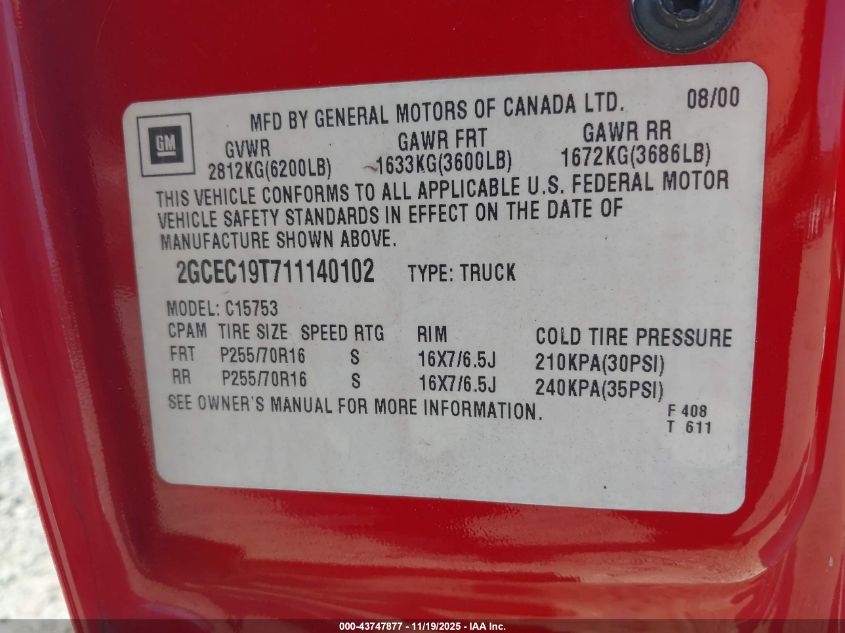 MFD BY GENERAL MOTORS OF CANADA LTD. 08/00
GM
GVWR GAWR FRT GAWR RR
2812KG(6200LB) 1633KG(3600LB) 1672KG(3686LB)
THIS VEHICLE CONFORMS TO ALL APPLICABLE U.S. FEDERAL MOTOR
VEHICLE SAFETY STANDARDS IN EFFECT ON THE DATE OF
MANUFACTURE SHOWN ABOVE.
2GCEC19T711140102 TYPE: TRUCK
MODEL: C15753
CPAM TIRE SIZE SPEED RTG RIM COLD TIRE PRESSURE
FRT P255/70R16 S 16X7/6.5J 210KPA(30PSI)
RR P255/70R16 S 16X7/6.5J 240KPA(35PSI)
SEE OWNER'S MANUAL FOR MORE INFORMATION.
F 408
T 611
000-43747877 - 11/19/2025 - IAA Inc.